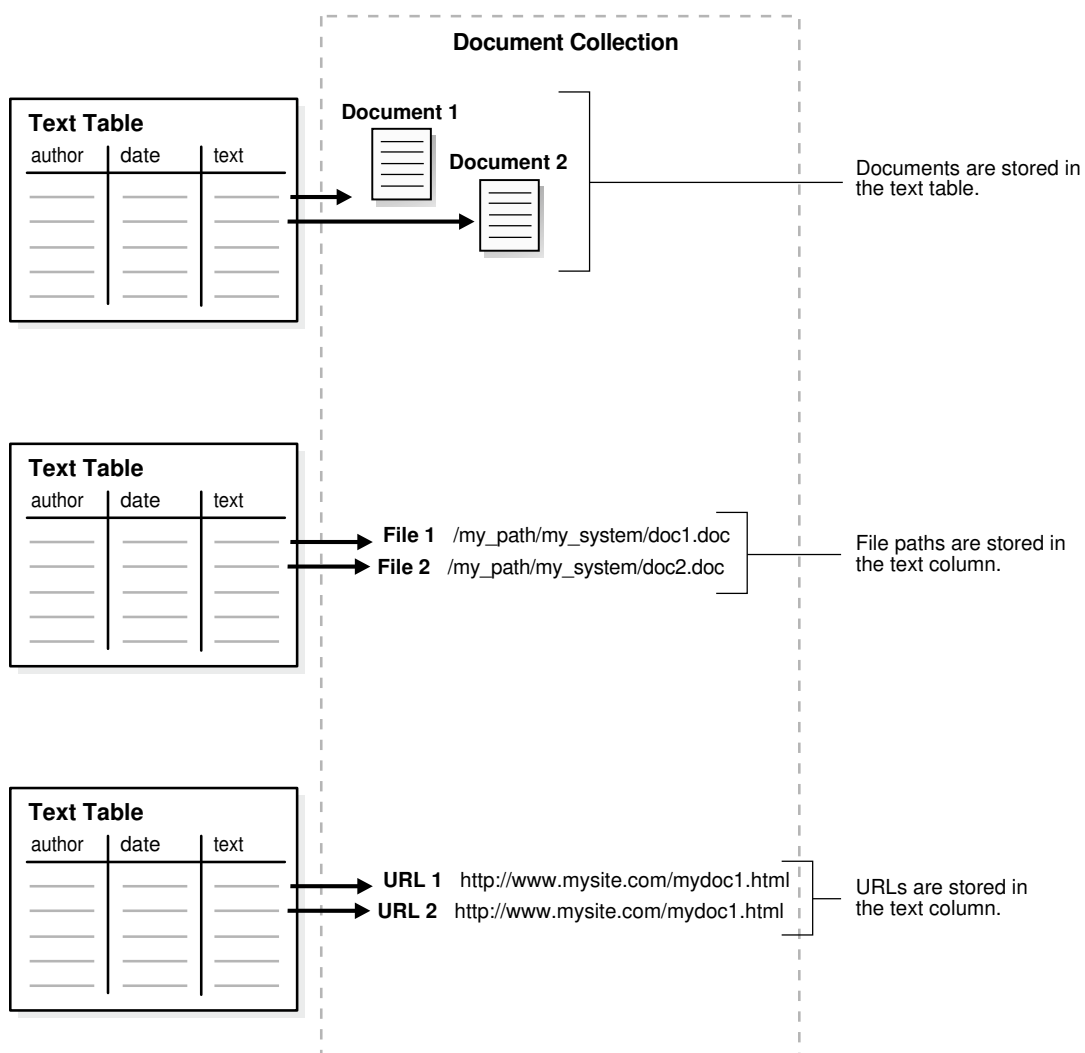 Document Collection
Text Table
author date text
Document 1
Document 2
Documents are stored in
the text table.
Text Table
author date text
File 1 /my_path/my_system/doc1.doc
File 2 /my_path/my_system/doc2.doc
File paths are stored in
the text column.
Text Table
author date text
URL 1 http://www.mysite.com/mydoc1.html
URL 2 http://www.mysite.com/mydoc1.html
URLs are stored in
the text column.